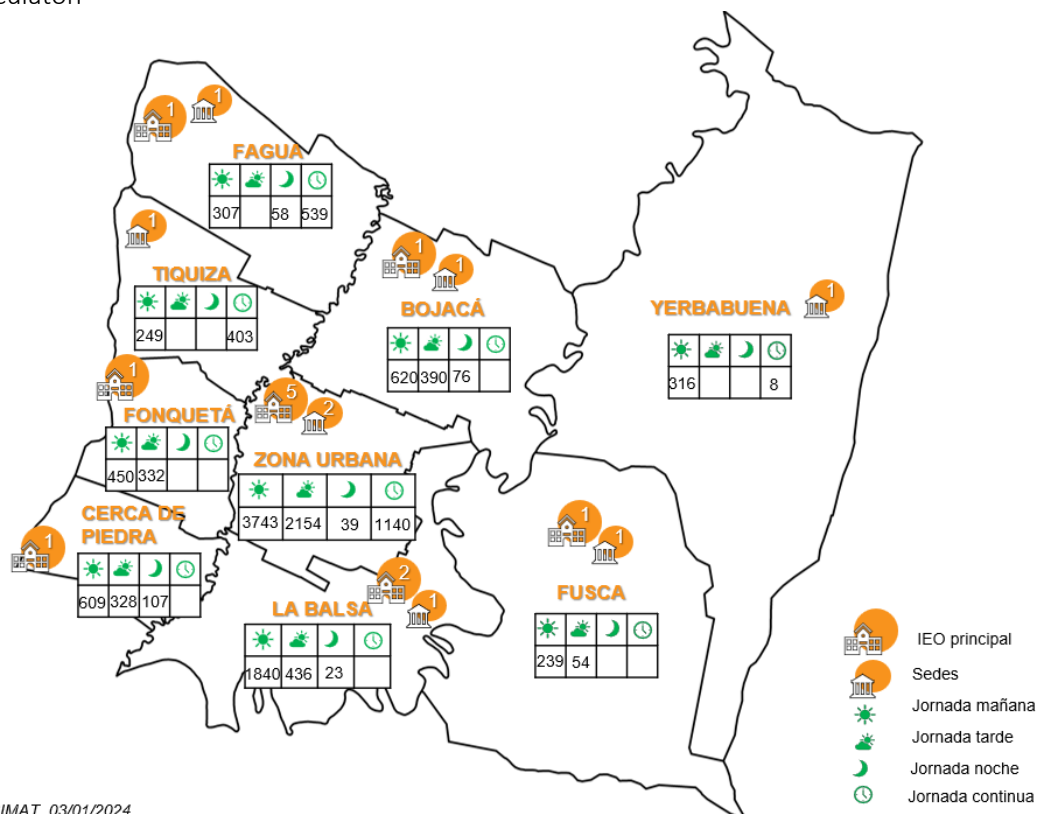 1
1
FAGUA
307 58 539
1
TIQUIZA
249 403
1
1
BOJACÁ
620 390 76
YERBABUENA
1
316 8
1
FONQUETÁ
450 332
5
2
ZONA URBANA
3743 2154 39 1140
CERCA DE
PIEDRA
1
609 328 107
2
1
LA BALSA
1840 436 23
1
1
FUSCA
239 54
IEO principal
Sedes
Jornada mañana
Jornada tarde
Jornada noche
Jornada continua
IMAT 03/01/2024